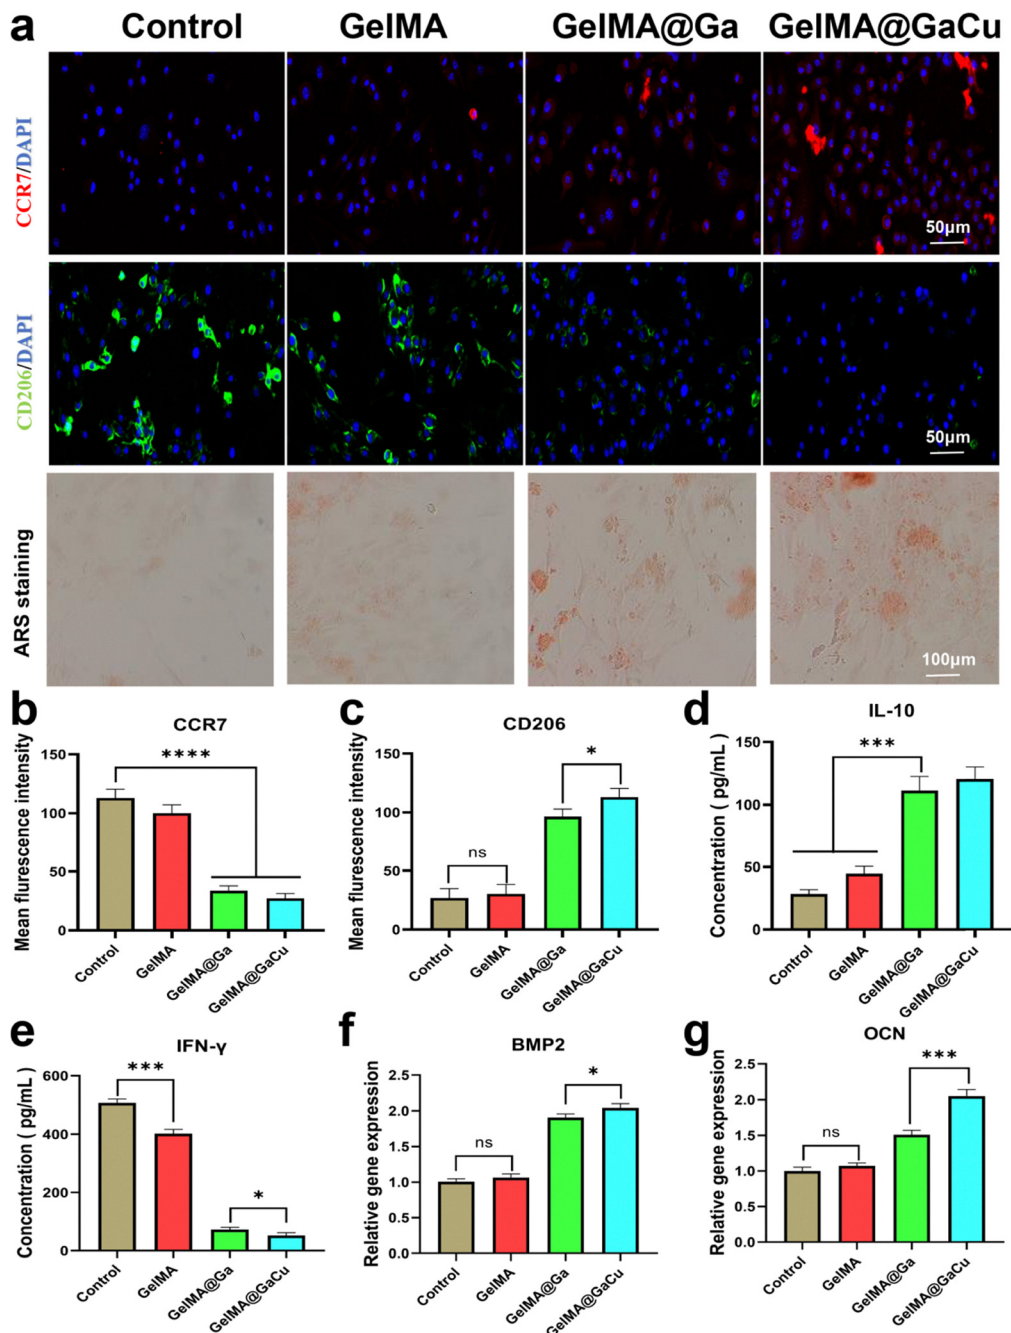 a
Control
GelMA
GelMA@Ga
GelMA@GaCu
CCR7/DAPI
50μm
CD206/DAPI
50μm
ARS staining
100μm
b
CCR7
Mean flurescence intensity
150
100
50
0
****
Control
GelMA
GelMA@Ga
GelMA@GaCu
c
CD206
Mean flurescence intensity
150
100
50
0
ns
*
Control
GelMA
GelMA@Ga
GelMA@GaCu
d
IL-10
Concentration ( pg/mL )
150
100
50
0
***
Control
GelMA
GelMA@Ga
GelMA@GaCu
e
IFN-γ
Concentration ( pg/mL )
600
400
200
0
***
*
Control
GelMA
GelMA@Ga
GelMA@GaCu
f
BMP2
Relative gene expression
2.5
2.0
1.5
1.0
0.5
0.0
ns
*
Control
GelMA
GelMA@Ga
GelMA@GaCu
g
OCN
Relative gene expression
2.5
2.0
1.5
1.0
0.5
0.0
ns
***
Control
GelMA
GelMA@Ga
GelMA@GaCu